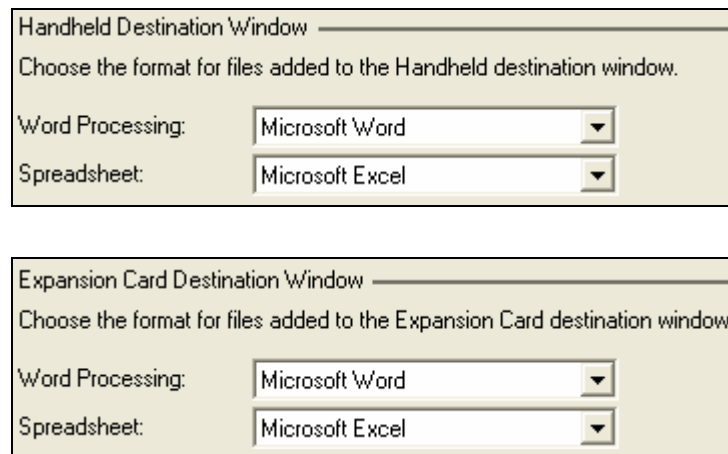 Handheld Destination Window
Choose the format for files added to the Handheld destination window.
Word Processing: Microsoft Word
Spreadsheet: Microsoft Excel
Expansion Card Destination Window
Choose the format for files added to the Expansion Card destination window
Word Processing: Microsoft Word
Spreadsheet: Microsoft Excel